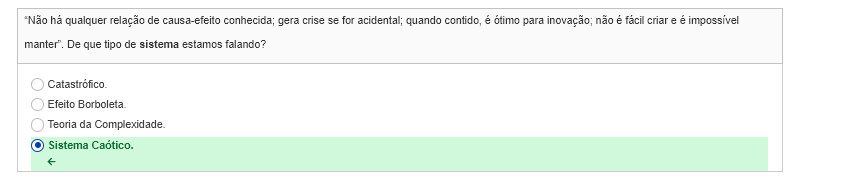 “Não há qualquer relação de causa-efeito conhecida; gera crise se for acidental; quando contido, é ótimo para inovação; não é fácil criar e é impossível
manter”. De que tipo de sistema estamos falando?
Catastrófico.
Efeito Borboleta.
Teoria da Complexidade.
Sistema Caótico.